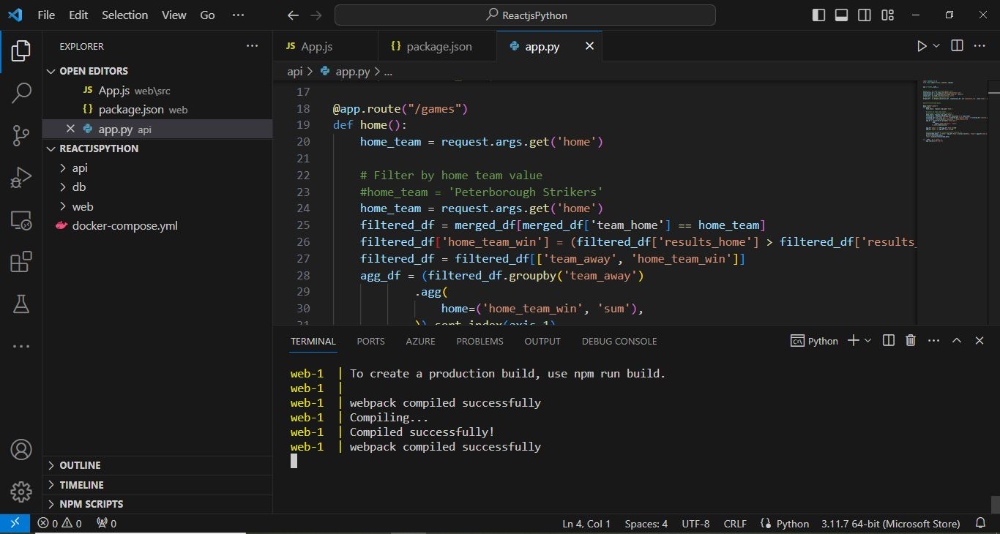 File Edit Selection View Go ···
ReactjsPython
EXPLORER
OPEN EDITORS
JS App.js web\src
{} package.json web
app.py api
REACTJSPYTHON
api
db
web
docker-compose.yml
OUTLINE
TIMELINE
NPM SCRIPTS
JS App.js
{} package.json
app.py
api > app.py > ...
17
18 @app.route("/games")
19 def home():
20 home_team = request.args.get('home')
21
22 # Filter by home team value
23 #home_team = 'Peterborough Strikers'
24 home_team = request.args.get('home')
25 filtered_df = merged_df[merged_df['team_home'] == home_team]
26 filtered_df['home_team_win'] = (filtered_df['results_home'] > filtered_df['results_
27 filtered_df = filtered_df[['team_away', 'home_team_win']]
28 agg_df = (filtered_df.groupby('team_away')
29 .agg(
30 home=('home_team_win', 'sum'),
31 )).sort_index(axis=1)
TERMINAL PORTS AZURE PROBLEMS OUTPUT DEBUG CONSOLE
Python
web-1 | To create a production build, use npm run build.
web-1 |
web-1 | webpack compiled successfully
web-1 | Compiling...
web-1 | Compiled successfully!
web-1 | webpack compiled successfully
0 0 0
Ln 4, Col 1 Spaces: 4 UTF-8 CRLF {} Python 3.11.7 64-bit (Microsoft Store)